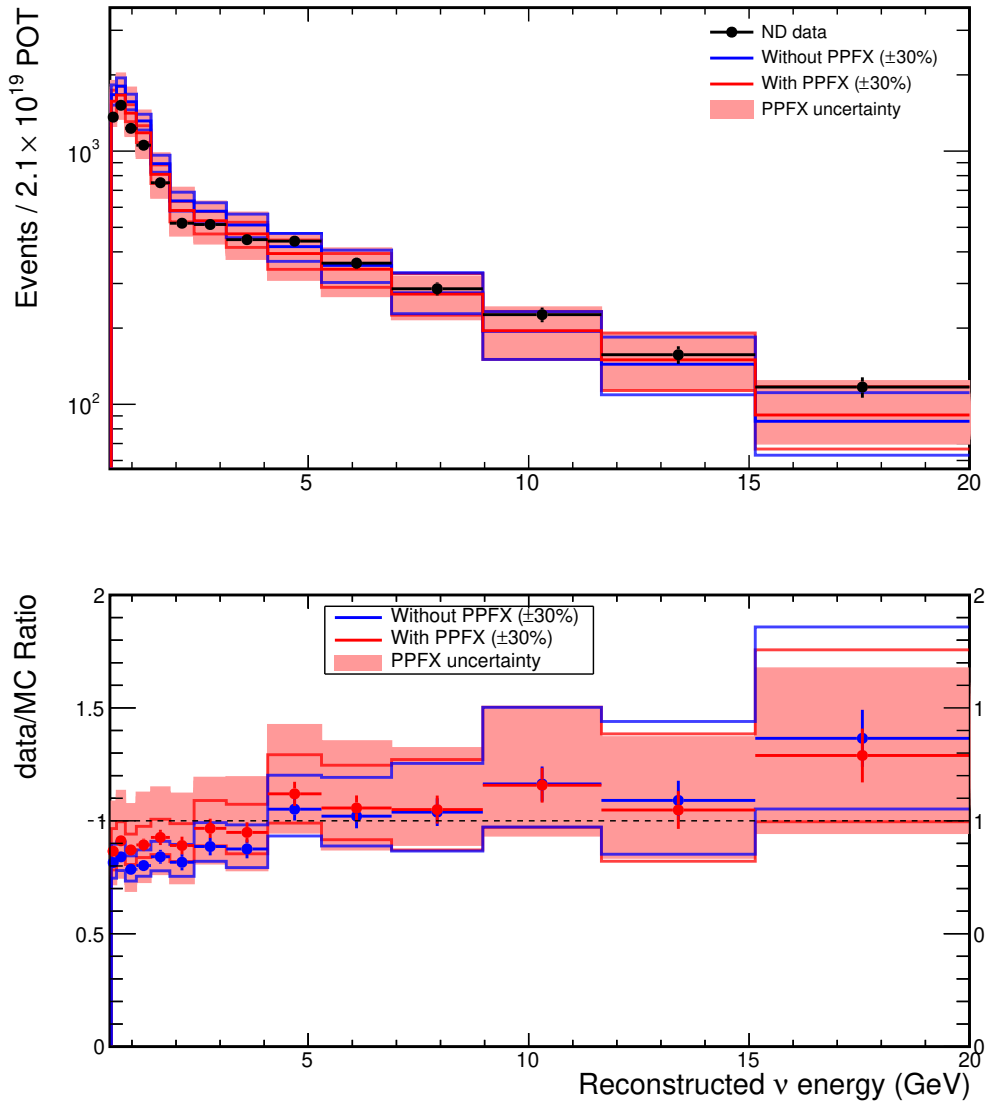 ND data
Without PPFX (±30%)
With PPFX (±30%)
PPFX uncertainty
Events / 2.1× 10¹⁹ POT
10³
10²
5 10 15 20
data/MC Ratio
Without PPFX (±30%)
With PPFX (±30%)
PPFX uncertainty
2 2
1.5 1
1 1
0.5 0
0 0
5 10 15 20
Reconstructed ν energy (GeV)